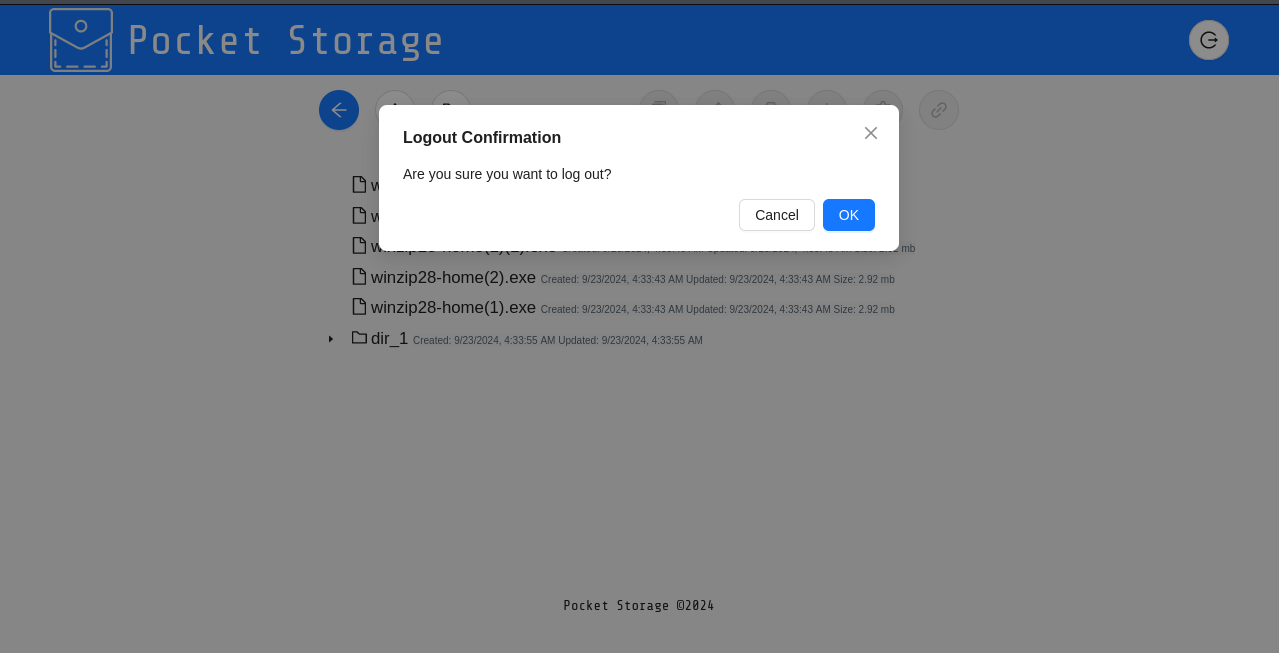 Pocket Storage
Logout Confirmation
Are you sure you want to log out?
Cancel OK
mb
winzip28-home(2).exe Created: 9/23/2024, 4:33:43 AM Updated: 9/23/2024, 4:33:43 AM Size: 2.92 mb
winzip28-home(1).exe Created: 9/23/2024, 4:33:43 AM Updated: 9/23/2024, 4:33:43 AM Size: 2.92 mb
dir_1 Created: 9/23/2024, 4:33:55 AM Updated: 9/23/2024, 4:33:55 AM
Pocket Storage ©2024